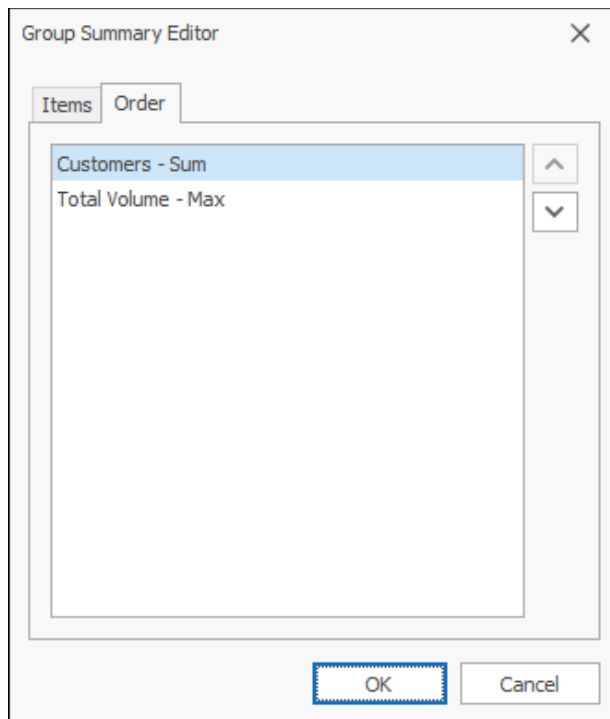 Group Summary Editor
Items Order
Customers - Sum
Total Volume - Max
OK Cancel